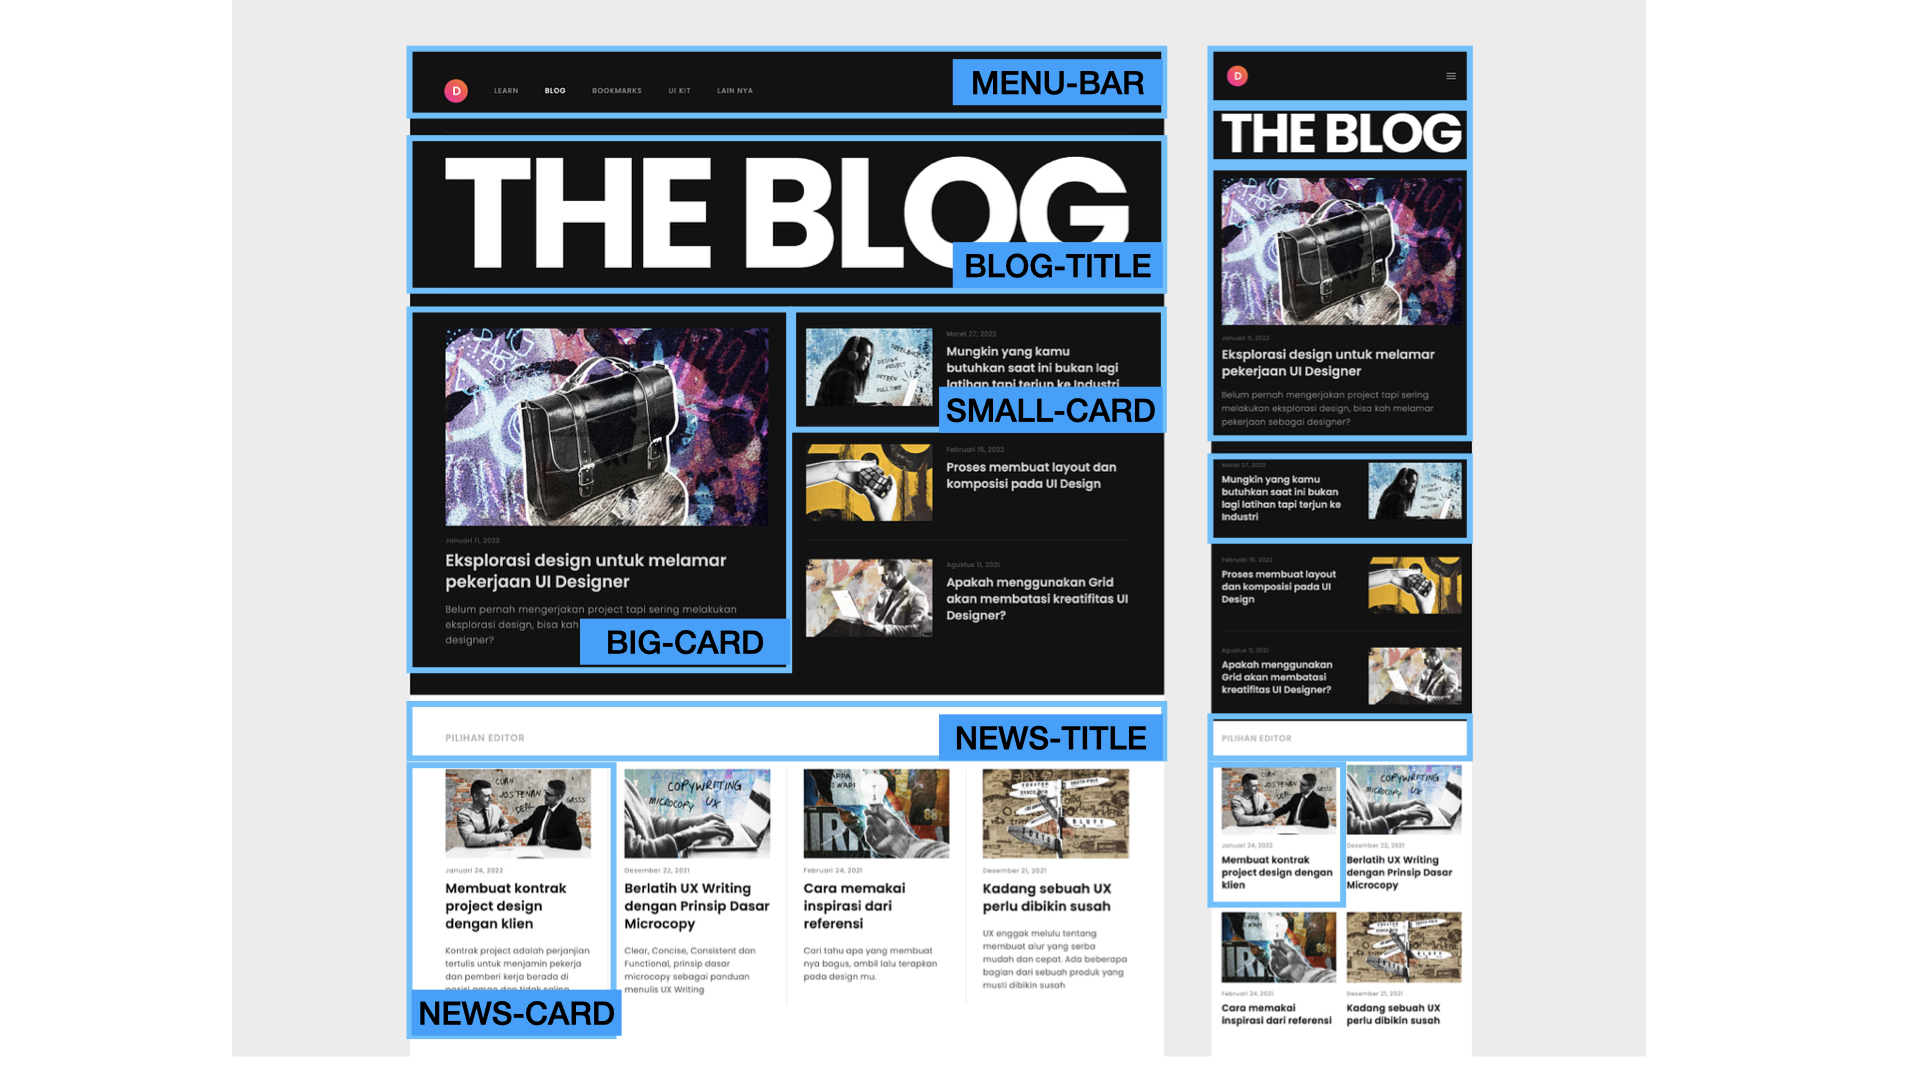 D
LEARN
BLOG
BOOKMARKS
UI KIT
LAIN NYA
MENU-BAR
THE BLOG
BLOG-TITLE
Januari 11, 2022
Eksplorasi design untuk melamar
pekerjaan UI Designer
Belum pernah mengerjakan project tapi sering melakukan
eksplorasi design, bisa kah
designer?
BIG-CARD
Maret 27, 2022
Mungkin yang kamu
butuhkan saat ini bukan lagi
latihan tapi terjun ke Industri
SMALL-CARD
Februari 15, 2022
Proses membuat layout dan
komposisi pada UI Design
Agustus 11, 2021
Apakah menggunakan Grid
akan membatasi kreatifitas UI
Designer?
PILIHAN EDITOR
NEWS-TITLE
COPYWRITING
MICROCOPY UX
Januari 24, 2022
Membuat kontrak
project design
dengan klien
Kontrak project adalah perjanjian
tertulis untuk menjamin pekerja
dan pemberi kerja berada di
posisi aman dan tidak saling
NEWS-CARD
Desember 22, 2021
Berlatih UX Writing
dengan Prinsip Dasar
Microcopy
Clear, Concise, Consistent dan
Functional, prinsip dasar
microcopy sebagai panduan
menulis UX Writing
Februari 24, 2021
Cara memakai
inspirasi dari
referensi
Cari tahu apa yang membuat
nya bagus, ambil lalu terapkan
pada design mu.
Desember 21, 2021
Kadang sebuah UX
perlu dibikin susah
UX enggak melulu tentang
membuat alur yang serba
mudah dan cepat. Ada beberapa
bagian dari sebuah produk yang
musti dibikin susah
D
THE BLOG
Januari 11, 2022
Eksplorasi design untuk melamar
pekerjaan UI Designer
Belum pernah mengerjakan project tapi sering
melakukan eksplorasi design, bisa kah melamar
pekerjaan sebagai designer?
Maret 27, 2022
Mungkin yang kamu
butuhkan saat ini bukan
lagi latihan tapi terjun ke
Industri
Februari 15, 2022
Proses membuat layout
dan komposisi pada UI
Design
Agustus 11, 2021
Apakah menggunakan
Grid akan membatasi
kreatifitas UI Designer?
PILIHAN EDITOR
COPYWRITING
MICROCOPY UX
Januari 24, 2022
Membuat kontrak
project design dengan
klien
Desember 22, 2021
Berlatih UX Writing
dengan Prinsip Dasar
Microcopy
Februari 24, 2021
Cara memakai
inspirasi dari referensi
Desember 21, 2021
Kadang sebuah UX
perlu dibikin susah